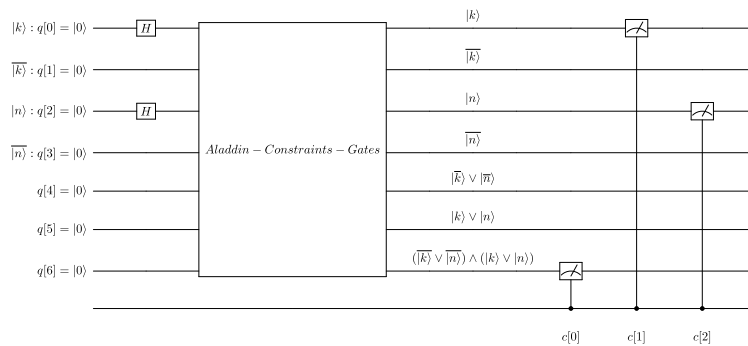 |k⟩ : q[0] = |0⟩ H |k⟩
|k̅⟩ : q[1] = |0⟩ |k̅⟩
|n⟩ : q[2] = |0⟩ H |n⟩
|n̅⟩ : q[3] = |0⟩ Aladdin − Constraints − Gates |n̅⟩
q[4] = |0⟩ |k̅⟩ ∨ |n̅⟩
q[5] = |0⟩ |k⟩ ∨ |n⟩
q[6] = |0⟩ (|k̅⟩ ∨ |n̅⟩) ∧ (|k⟩ ∨ |n⟩)
c[0] c[1] c[2]